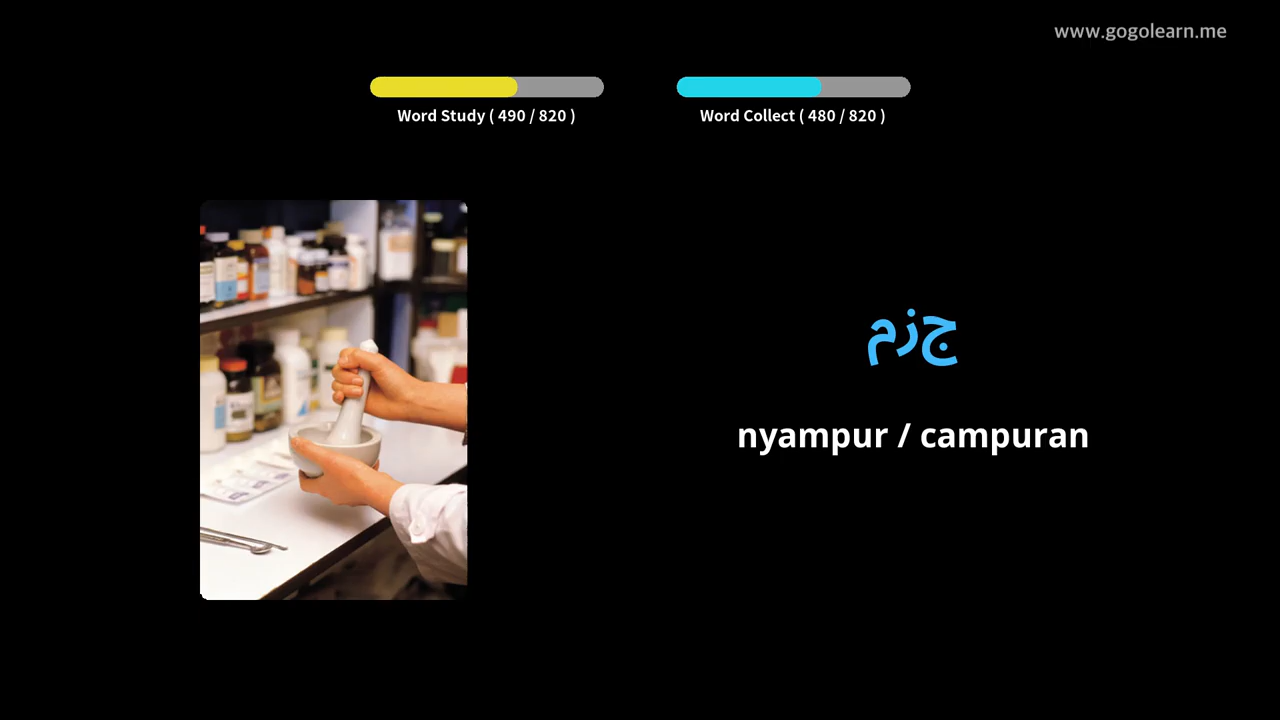 www.gogolearn.me
Word Study ( 490 / 820 )
Word Collect ( 480 / 820 )
جزم
nyampur / campuran